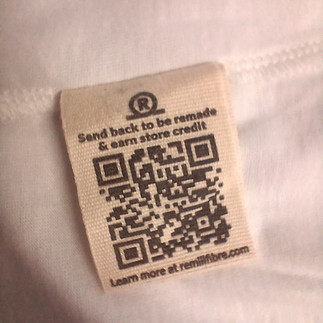 R
Send back to be remade
& earn store credit
Learn more at remillfibre.com